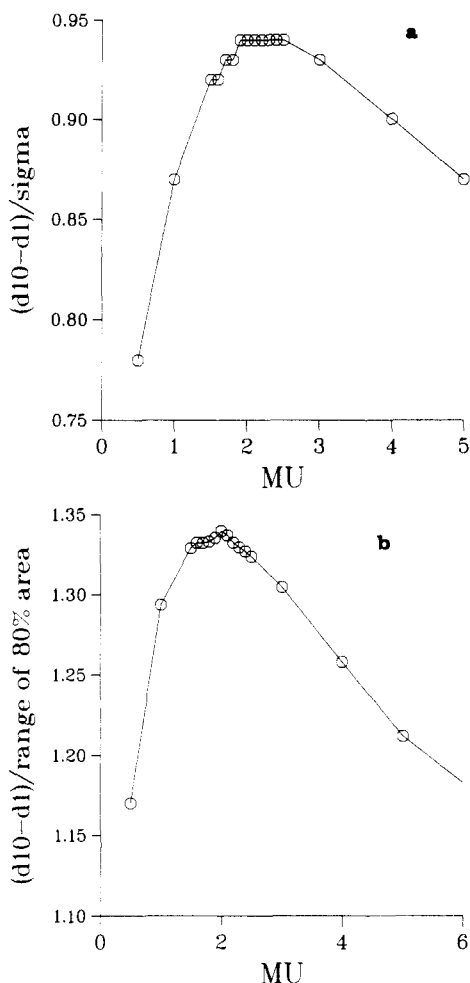 a
0.95
0.90
0.85
0.80
0.75
(d10-d1)/sigma
0 1 2 3 4 5
MU
b
1.35
1.30
1.25
1.20
1.15
1.10
(d10-d1)/range of 80% area
0 2 4 6
MU